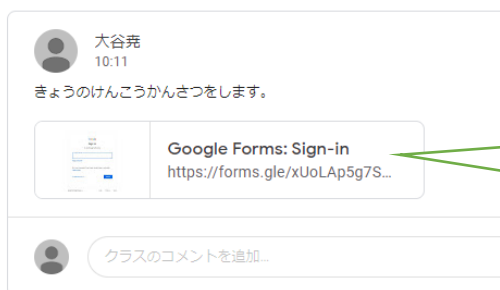 大谷尭
10:11
きょうのけんこうかんさつをします。
Google Forms: Sign-in
https://forms.gle/xUoLAp5g7S...
クラスのコメントを追加...